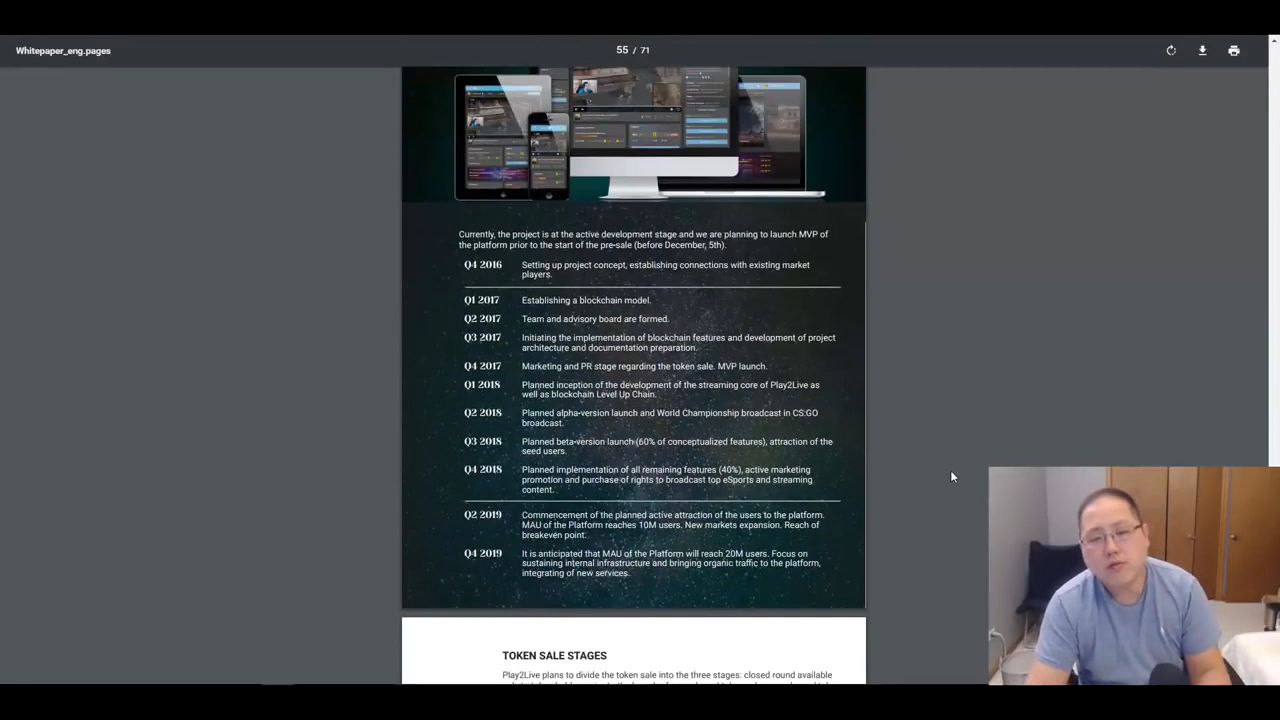 Whitepaper_eng.pages
55 / 71
Currently, the project is at the active development stage and we are planning to launch MVP of
the platform prior to the start of the pre-sale (before December, 5th).
Q4 2016 Setting up project concept, establishing connections with existing market
players.
Q1 2017 Establishing a blockchain model.
Q2 2017 Team and advisory board are formed.
Q3 2017 Initiating the implementation of blockchain features and development of project
architecture and documentation preparation.
Q4 2017 Marketing and PR stage regarding the token sale. MVP launch.
Q1 2018 Planned inception of the development of the streaming core of Play2Live as
well as blockchain Level Up Chain.
Q2 2018 Planned alpha-version launch and World Championship broadcast in CS:GO
broadcast.
Q3 2018 Planned beta-version launch (60% of conceptualized features), attraction of the
seed users.
Q4 2018 Planned implementation of all remaining features (40%), active marketing
promotion and purchase of rights to broadcast top eSports and streaming
content.
Q2 2019 Commencement of the planned active attraction of the users to the platform.
MAU of the Platform reaches 10M users. New markets expansion. Reach of
breakeven point.
Q4 2019 It is anticipated that MAU of the Platform will reach 20M users. Focus on
sustaining internal infrastructure and bringing organic traffic to the platform,
integrating of new services.
TOKEN SALE STAGES
Play2Live plans to divide the token sale into the three stages: closed round available